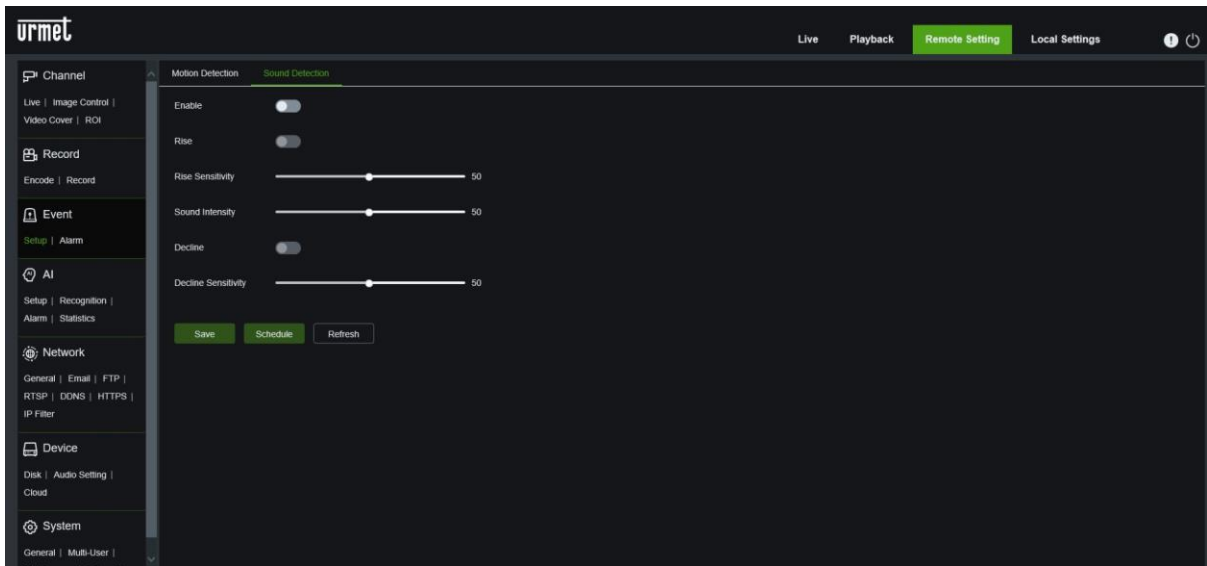 urmet
Live Playback Remote Setting Local Settings
Channel
Live | Image Control |
Video Cover | ROI
Record
Encode | Record
Event
Setup | Alarm
AI
Setup | Recognition |
Alarm | Statistics
Network
General | Email | FTP |
RTSP | DDNS | HTTPS |
IP Filter
Device
Disk | Audio Setting |
Cloud
System
General | Multi-User |
Motion Detection Sound Detection
Enable
Rise
Rise Sensitivity 50
Sound Intensity 50
Decline
Decline Sensitivity 50
Save Schedule Refresh